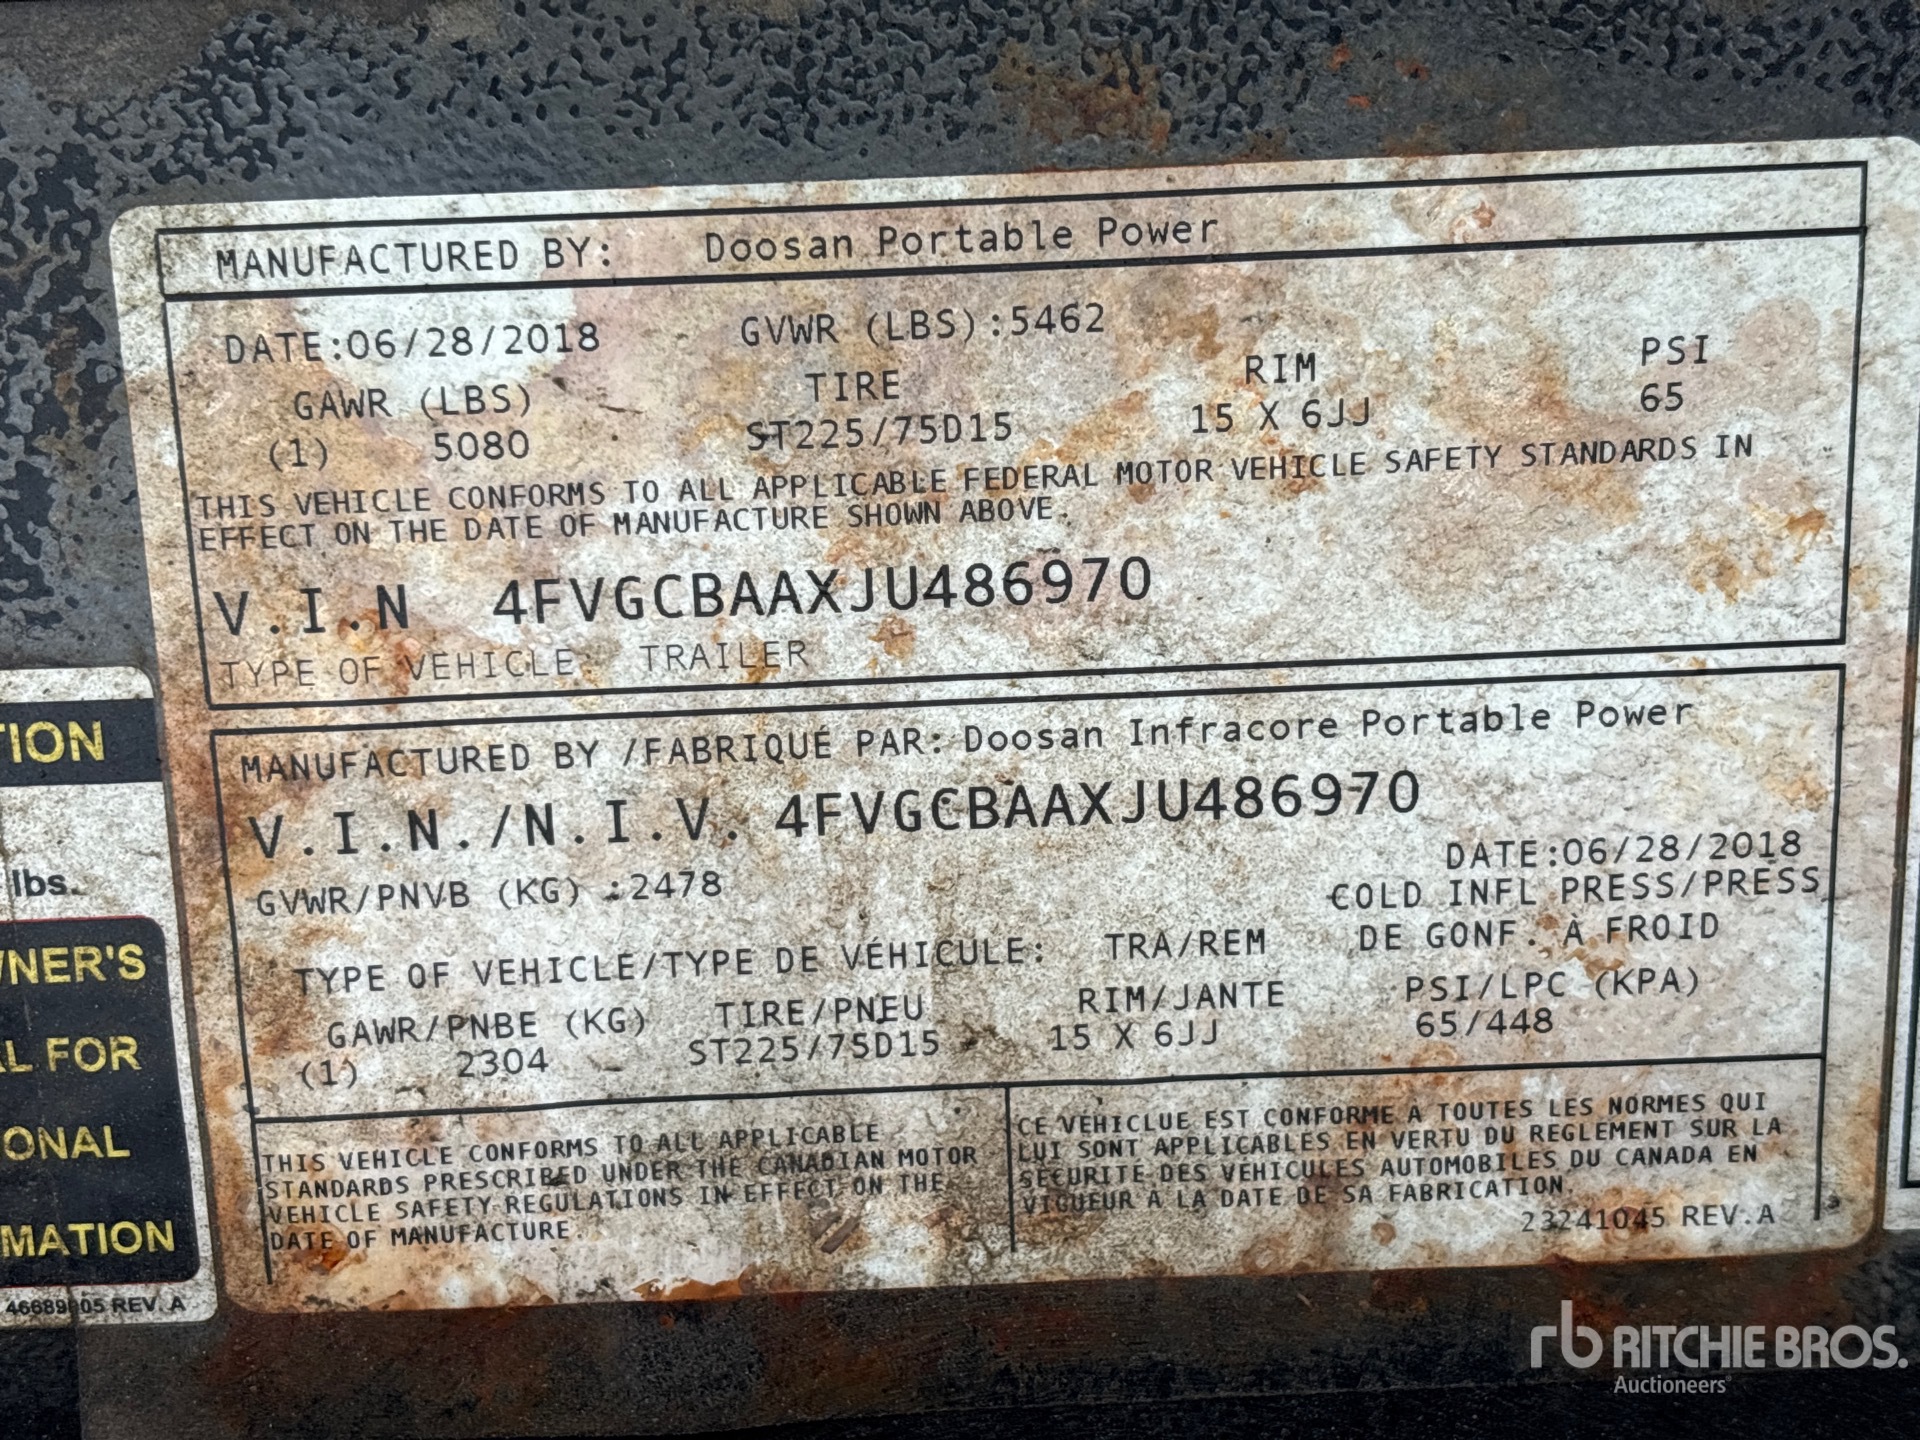 MANUFACTURED BY: Doosan Portable Power
DATE:06/28/2018 GVWR (LBS):5462
GAWR (LBS) TIRE RIM PSI
(1) 5080 ST225/75D15 15 X 6JJ 65
THIS VEHICLE CONFORMS TO ALL APPLICABLE FEDERAL MOTOR VEHICLE SAFETY STANDARDS IN
EFFECT ON THE DATE OF MANUFACTURE SHOWN ABOVE.
V.I.N 4FVGCBAAXJU486970
TYPE OF VEHICLE: TRAILER
MANUFACTURED BY /FABRIQUÉ PAR: Doosan Infracore Portable Power
V.I.N./N.I.V. 4FVGCBAAXJU486970
GVWR/PNVB (KG) :2478
DATE:06/28/2018
COLD INFL PRESS/PRESS
DE GONF. À FROID
TYPE OF VEHICLE/TYPE DE VÉHICULE: TRA/REM
GAWR/PNBE (KG) TIRE/PNEU RIM/JANTE PSI/LPC (KPA)
(1) 2304 ST225/75D15 15 X 6JJ 65/448
THIS VEHICLE CONFORMS TO ALL APPLICABLE
STANDARDS PRESCRIBED UNDER THE CANADIAN MOTOR
VEHICLE SAFETY REGULATIONS IN EFFECT ON THE
DATE OF MANUFACTURE.
CE VÉHICLUE EST CONFORME À TOUTES LES NORMES QUI
LUI SONT APPLICABLES EN VERTU DU RÈGLEMENT SUR LA
SÉCURITÉ DES VÉHICULES AUTOMOBILES DU CANADA EN
VIGUEUR À LA DATE DE SA FABRICATION.
23241045 REV.A
TION
lbs.
WNER'S
AL FOR
ONAL
MATION
REV. A
rb RITCHIE BROS.
Auctioneers